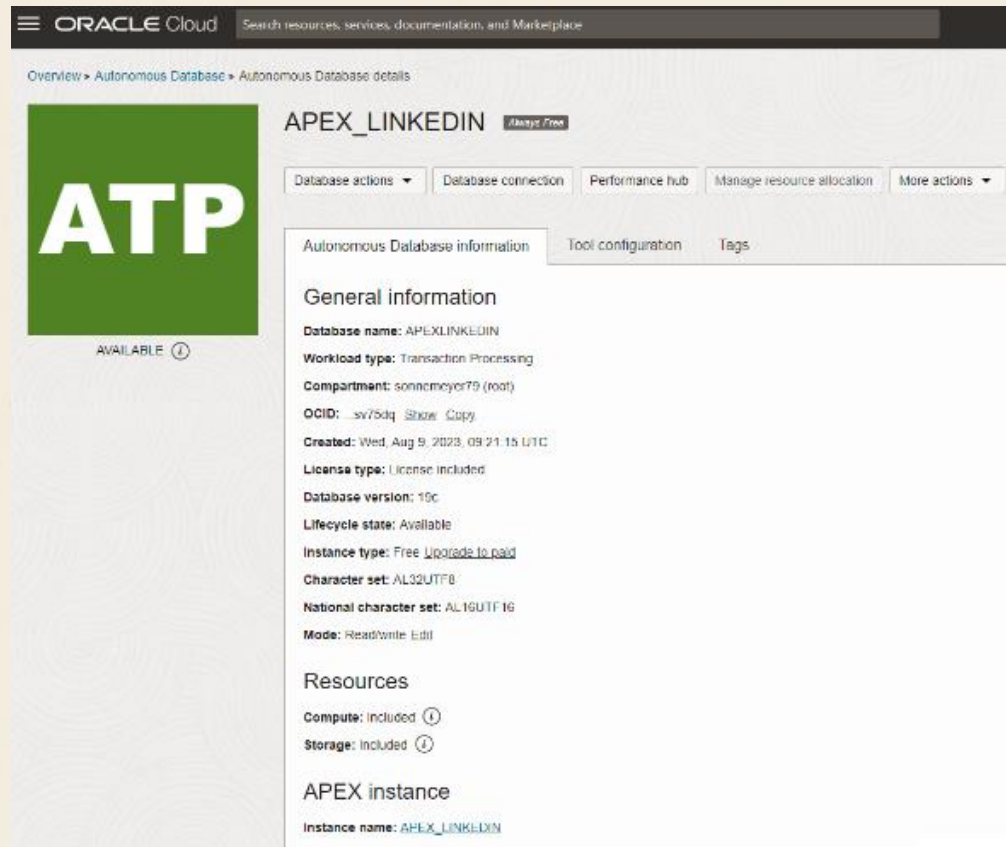 ORACLE Cloud
Search resources, services, documentation, and Marketplace
Overview » Autonomous Database » Autonomous Database details
ATP
AVAILABLE
APEX_LINKEDIN Always Free
Database actions Database connection Performance hub Manage resource allocation More actions
Autonomous Database information Tool configuration Tags
General information
Database name: APEXLINKEDIN
Workload type: Transaction Processing
Compartment: sonnemeyer79 (root)
OCID: ...sv75dq Show Copy
Created: Wed, Aug 9, 2023, 09:21:15 UTC
License type: License included
Database version: 19c
Lifecycle state: Available
Instance type: Free Upgrade to paid
Character set: AL32UTF8
National character set: AL16UTF16
Mode: Read/write Edit
Resources
Compute: Included
Storage: Included
APEX instance
Instance name: APEX_LINKEDIN